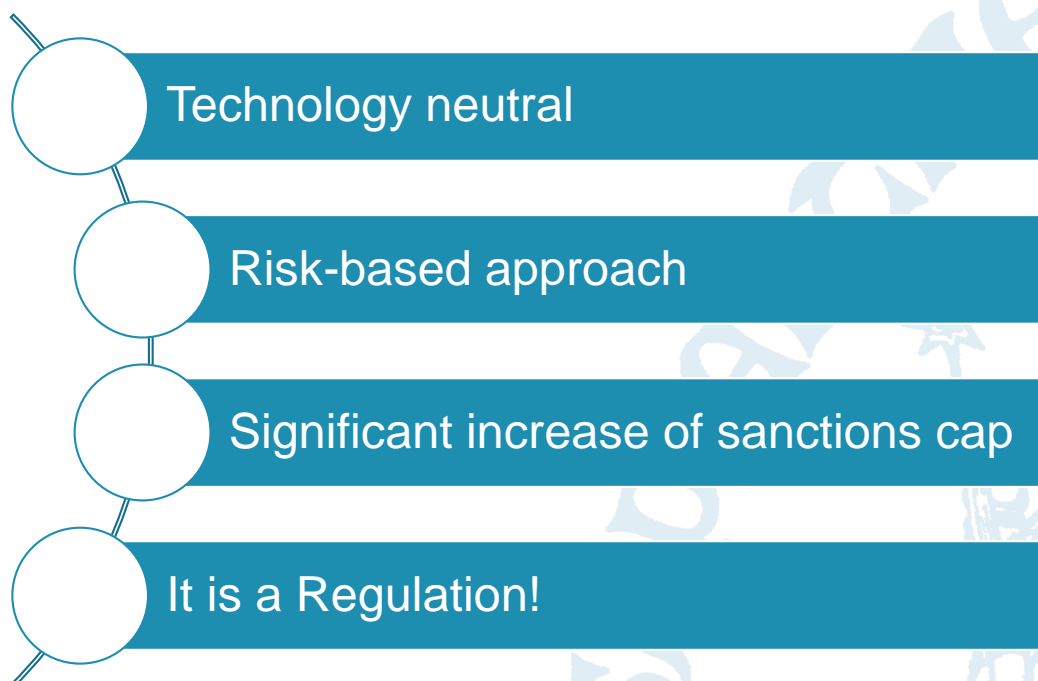 Technology neutral
Risk-based approach
Significant increase of sanctions cap
It is a Regulation!